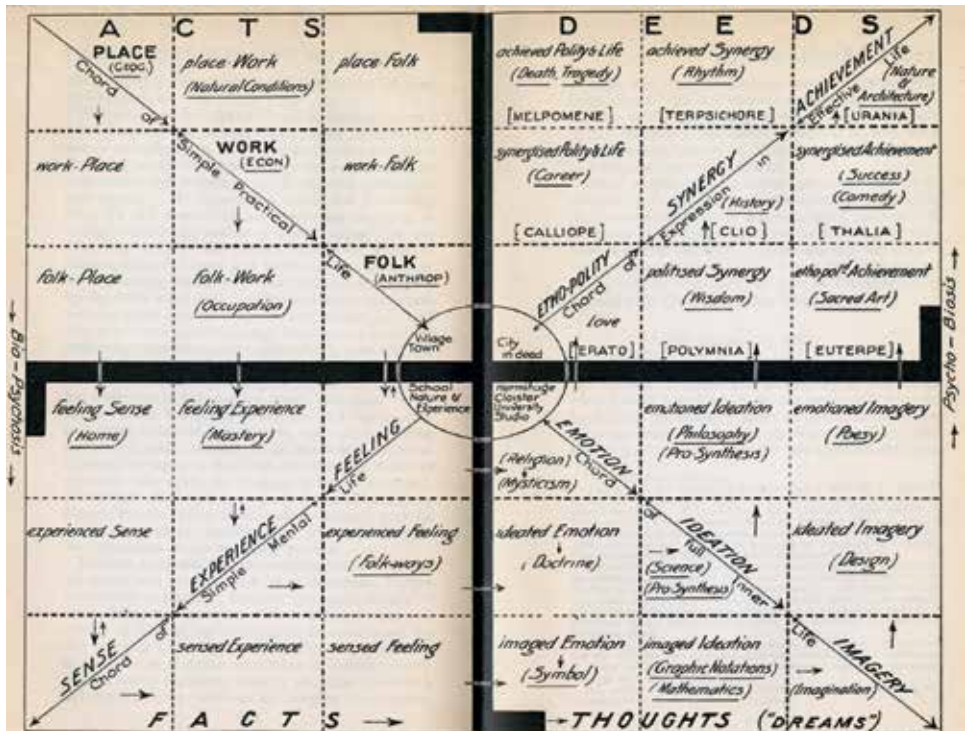 ACTS
PLACE
(GEOG.)
place-Work
(Natural Conditions)
place Folk
Chord
of
work-Place
WORK
(ECON)
work-Folk
Simple
Practical
folk-Place
folk-Work
(Occupation)
FOLK
(ANTHROP)
Life
Village
Town
DEEDS
achieved Polity & Life
(Death, Tragedy)
[MELPOMENE]
achieved Synergy
(Rhythm)
[TERPSICHORE]
ACHIEVEMENT
Effective
Life
(Nature
&
Architecture)
[URANIA]
synergised Polity & Life
(Career)
[CALLIOPE]
SYNERGY
Expression
in
(History)
[CLIO]
synergised Achievement
(Success)
(Comedy)
[THALIA]
ETHO-POLITY
Chord
of
Love
[ERATO]
City
in deed
politised Synergy
(Wisdom)
[POLYMNIA]
etho-pol^d Achievement
(Sacred Art)
[EUTERPE]
Bio-Psychosis
Psycho-Biosis
feeling Sense
(Home)
feeling Experience
(Mastery)
School
Nature &
Experience
FEELING
Life
experienced Sense
EXPERIENCE
Simple
Mental
experienced Feeling
(Folk-ways)
SENSE
Chord
of
sensed Experience
sensed Feeling
FACTS
Hermitage
Cloister
University
Studio
EMOTION
Chord
(Religion)
(Mysticism)
emotioned Ideation
(Philosophy)
(Pro-Synthesis)
emotioned Imagery
(Poesy)
ideated Emotion
(Doctrine)
of
IDEATION
Full
(Science)
(Pro-Synthesis)
Inner
ideated Imagery
(Design)
imaged Emotion
(Symbol)
imaged Ideation
(Graphic Notations)
(Mathematics)
Life
IMAGERY
(Imagination)
THOUGHTS ("DREAMS")